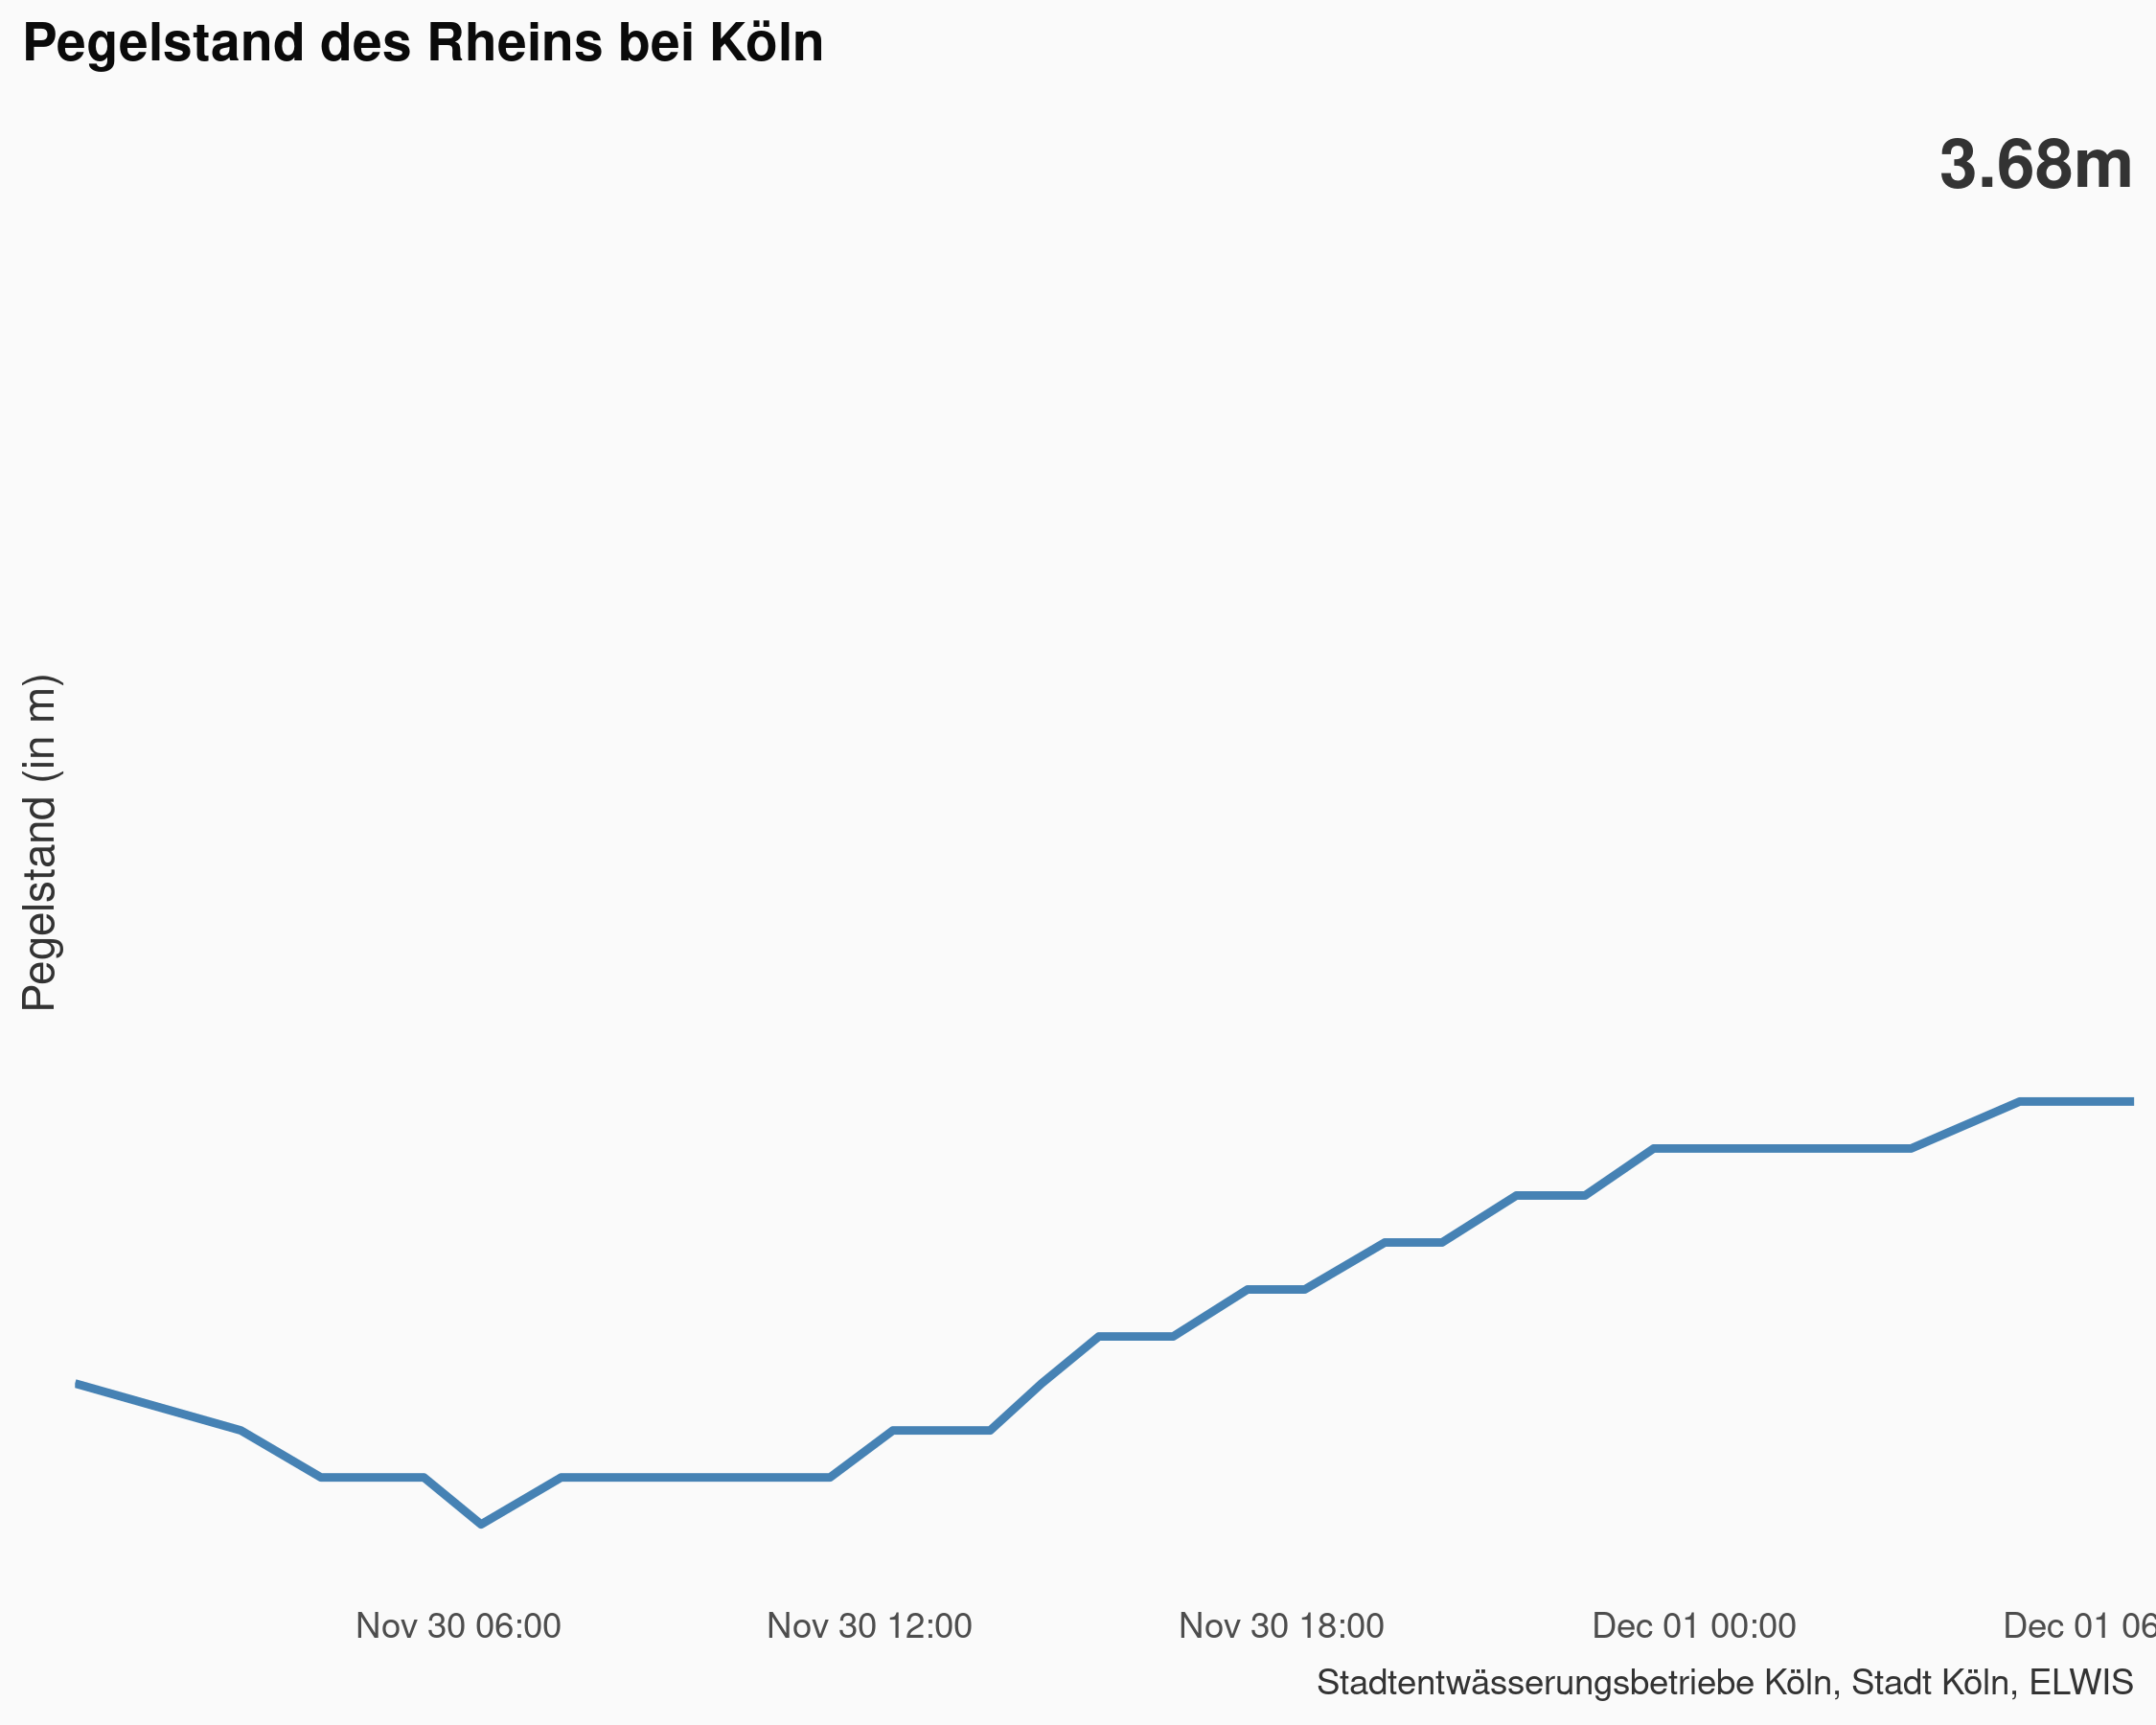 Pegelstand des Rheins bei Köln
3.68m
Pegelstand (in m)
Nov 30 06:00
Nov 30 12:00
Nov 30 18:00
Dec 01 00:00
Dec 01 06
Stadtentwässerungsbetriebe Köln, Stadt Köln, ELWIS